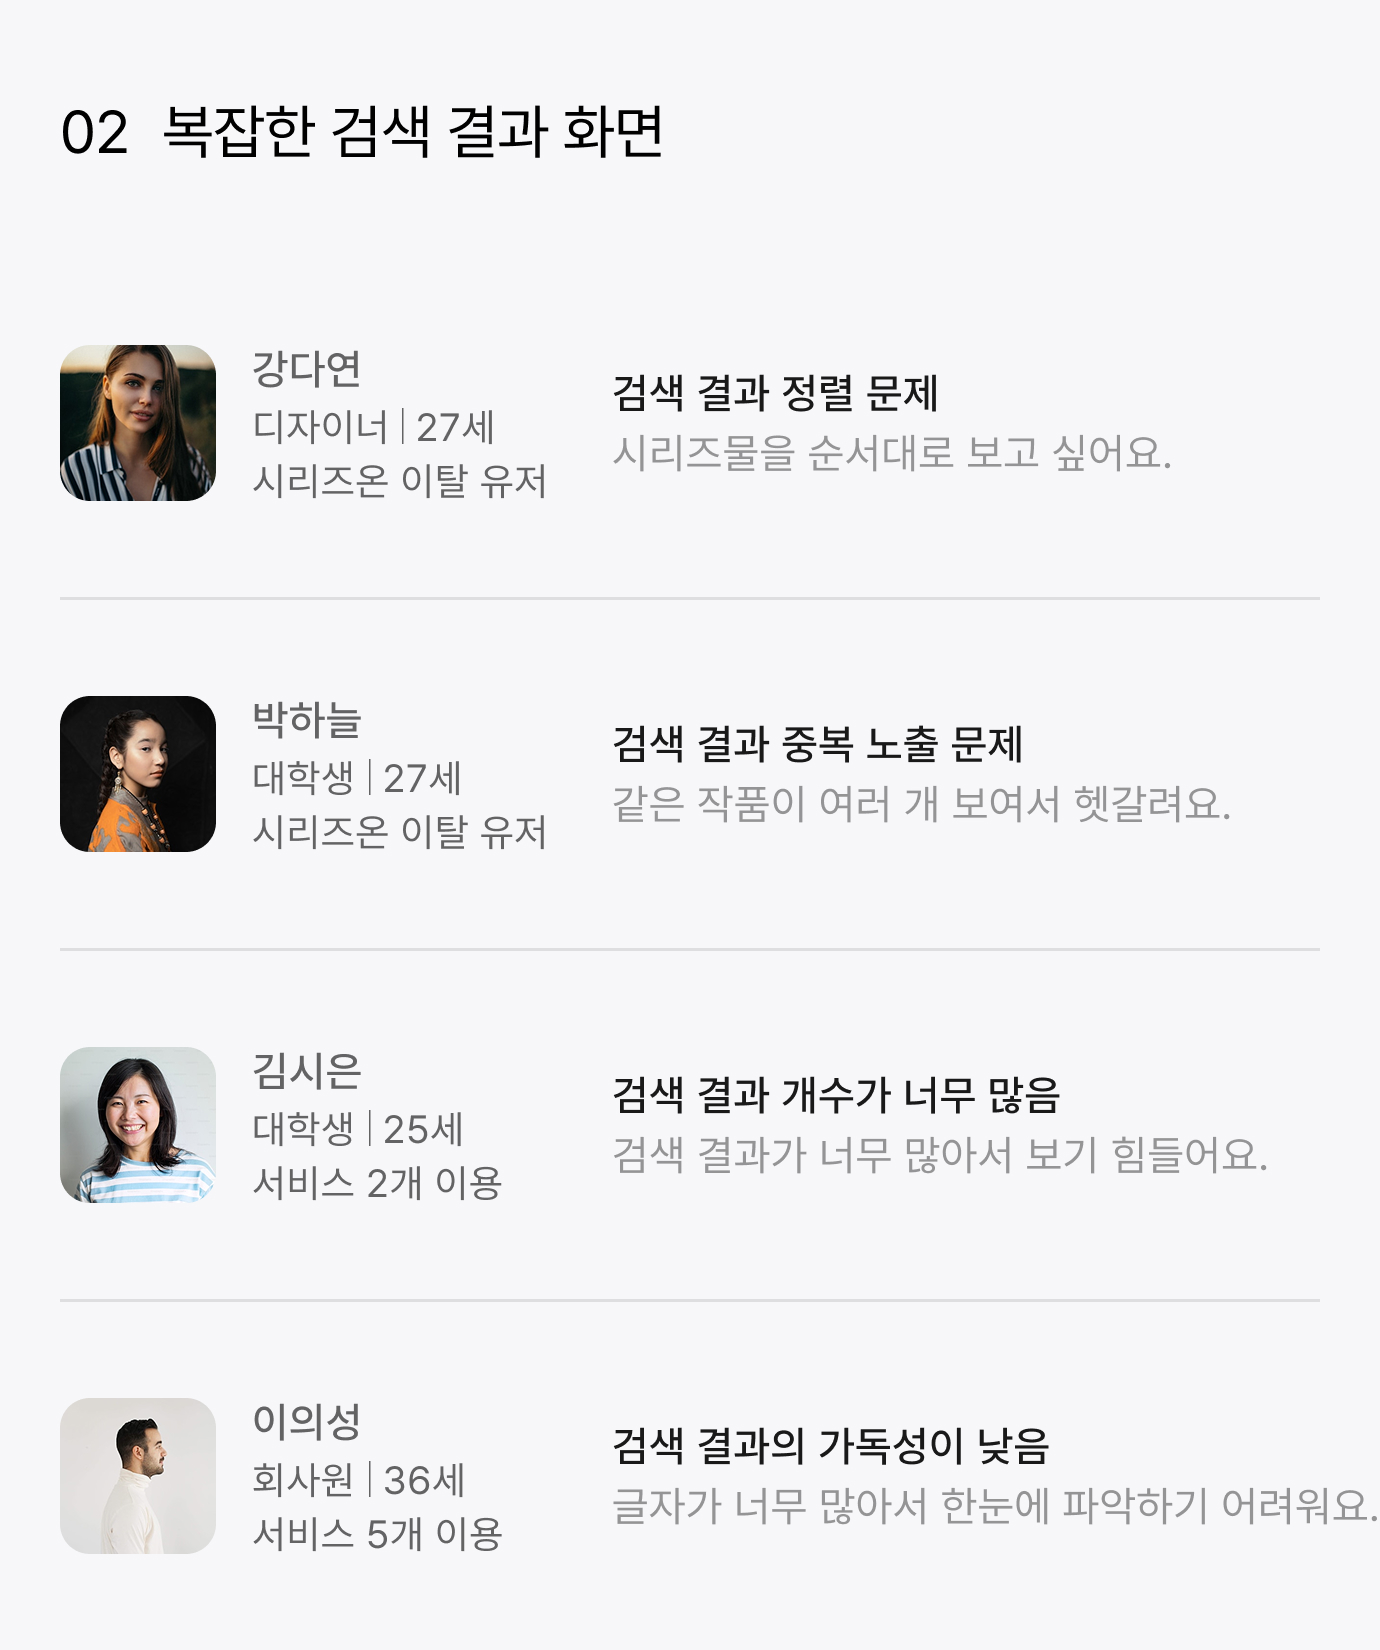 02 복잡한 검색 결과 화면
강다연
디자이너 | 27세
시리즈온 이탈 유저
검색 결과 정렬 문제
시리즈물을 순서대로 보고 싶어요.
박하늘
대학생 | 27세
시리즈온 이탈 유저
검색 결과 중복 노출 문제
같은 작품이 여러 개 보여서 헷갈려요.
김시은
대학생 | 25세
서비스 2개 이용
검색 결과 개수가 너무 많음
검색 결과가 너무 많아서 보기 힘들어요.
이의성
회사원 | 36세
서비스 5개 이용
검색 결과의 가독성이 낮음
글자가 너무 많아서 한눈에 파악하기 어려워요.